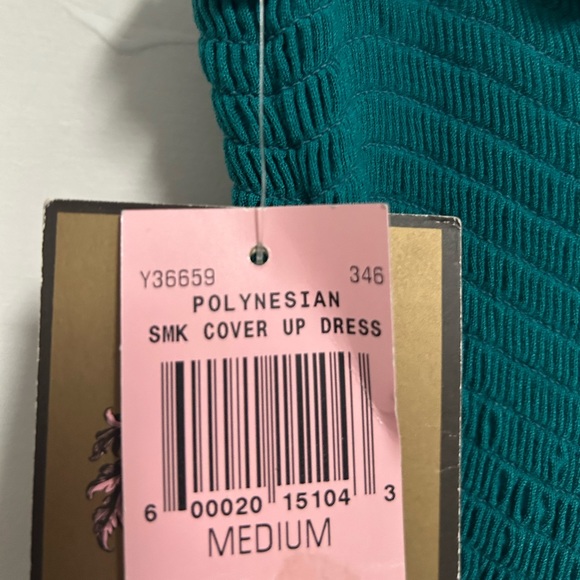 Y36659 346
POLYNESIAN
SMK COVER UP DRESS
6 00020 15104 3
MEDIUM